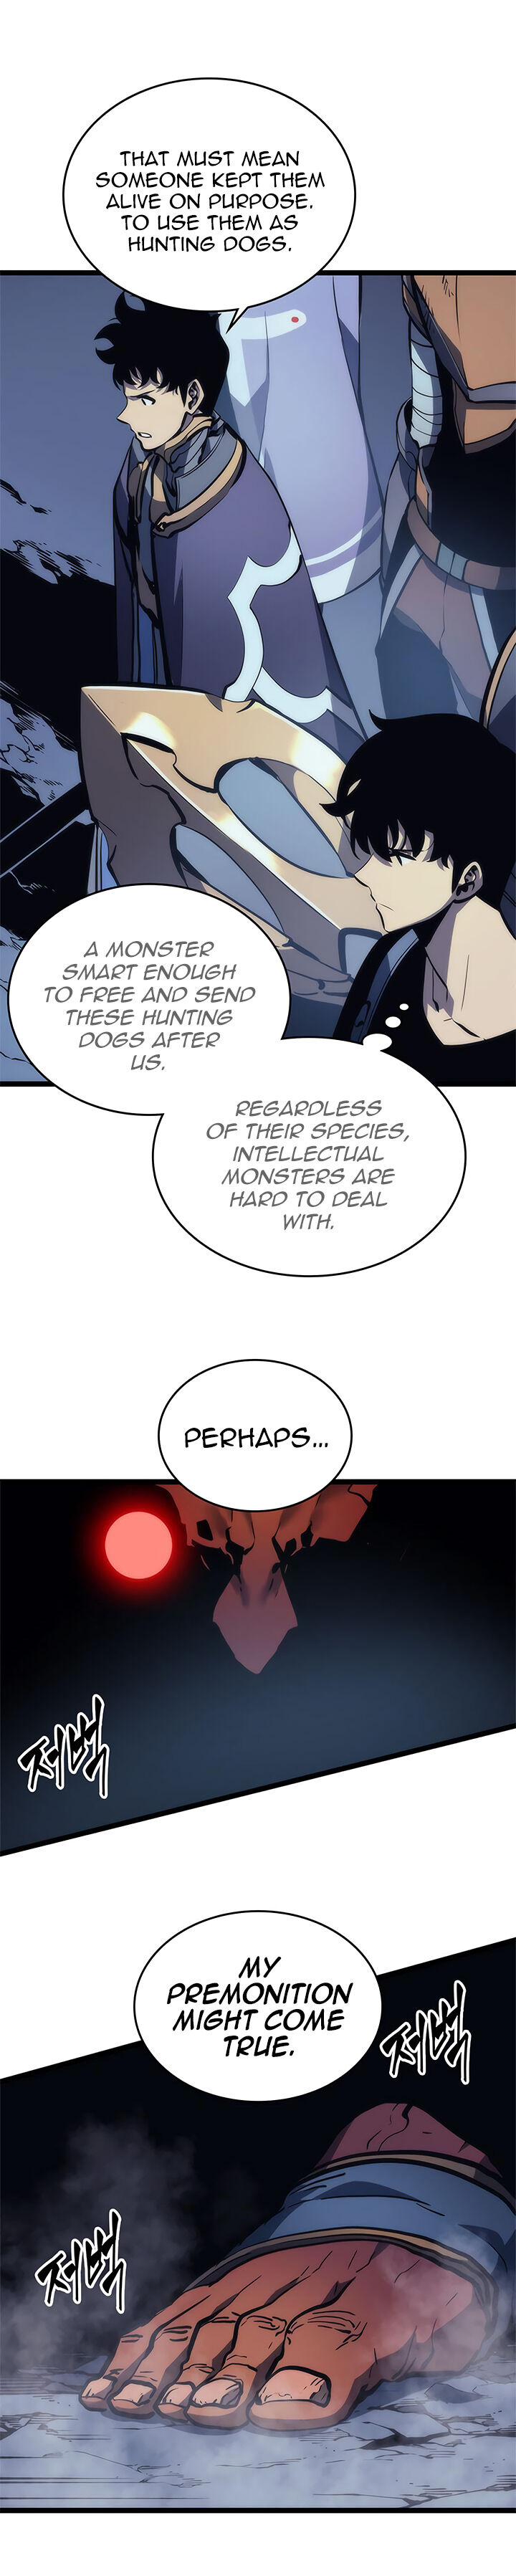 THAT MUST MEAN
SOMEONE KEPT THEM
ALIVE ON PURPOSE.
TO USE THEM AS
HUNTING DOGS.
A MONSTER
SMART ENOUGH
TO FREE AND SEND
THESE HUNTING
DOGS AFTER
US.
REGARDLESS
OF THEIR SPECIES,
INTELLECTUAL
MONSTERS ARE
HARD TO DEAL
WITH.
PERHAPS...
저벅
MY
PREMONITION
MIGHT COME
TRUE.
저벅
저벅